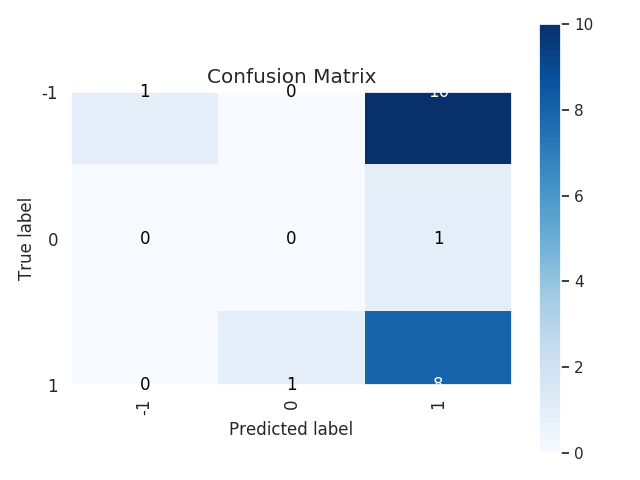 Confusion Matrix
-1 1 0 10
0 0 0 1
1 0 1 8
-1 0 1
Predicted label
True label
10
8
6
4
2
0